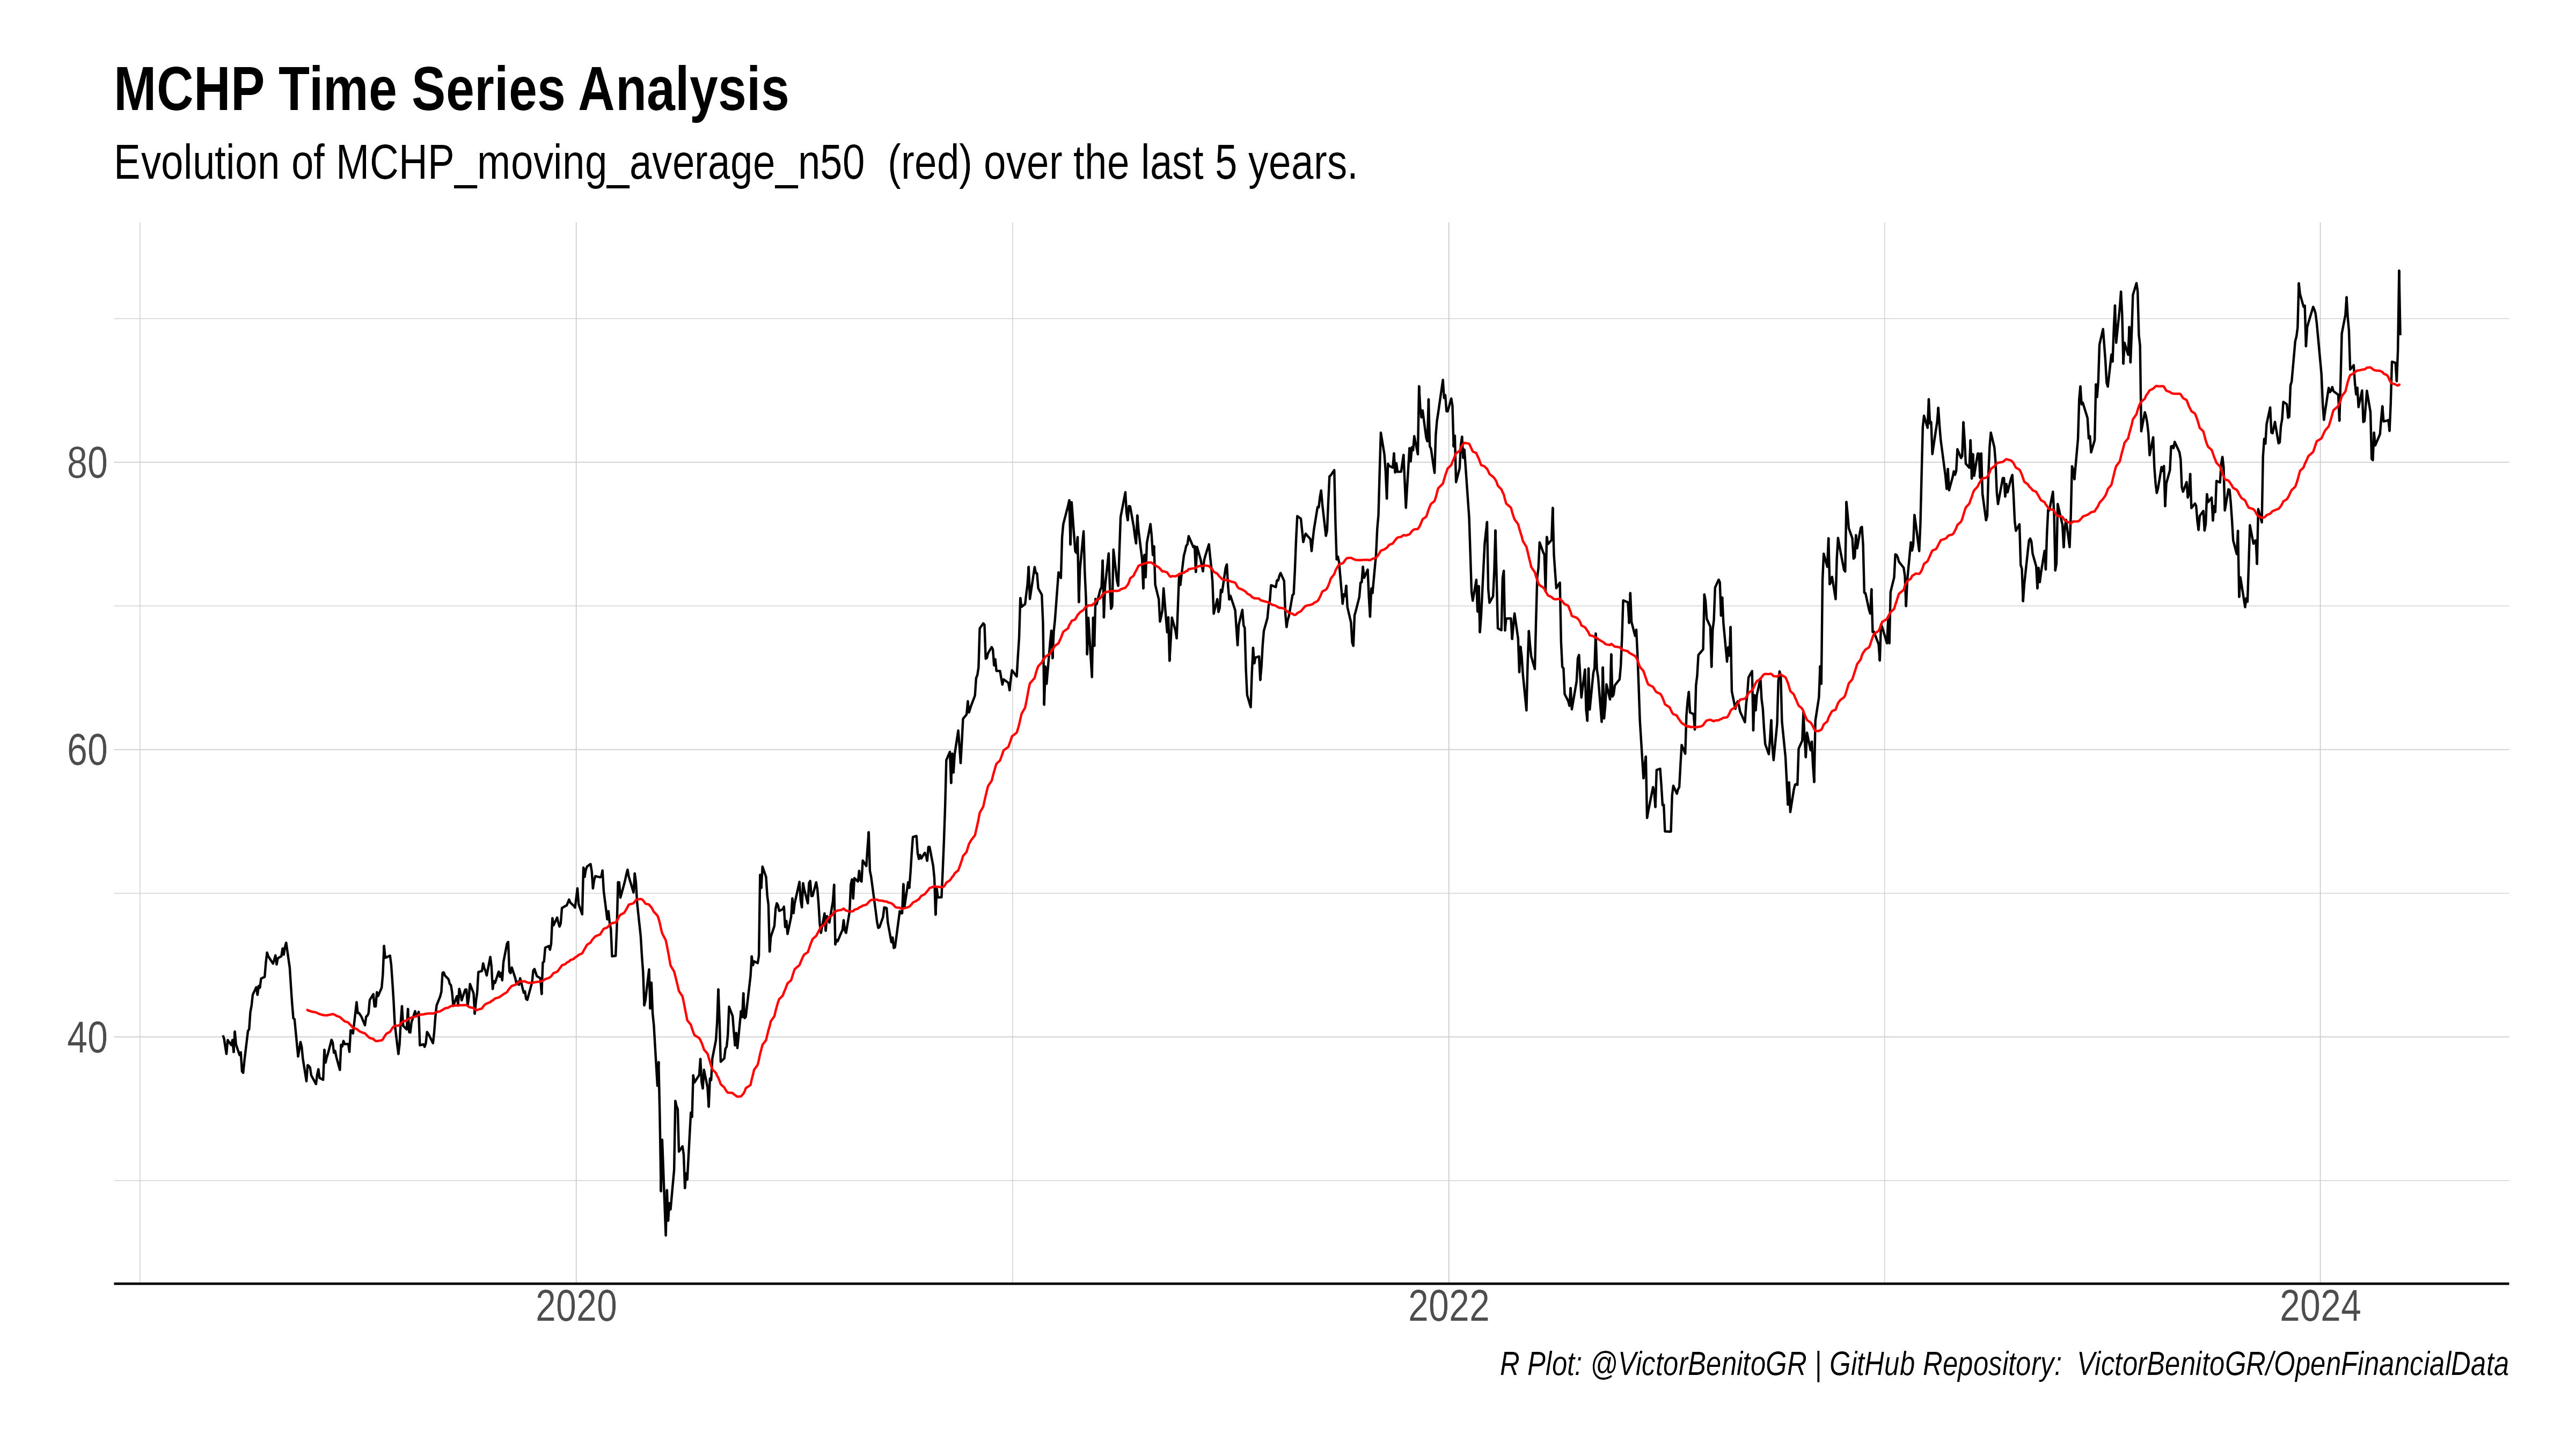 MCHP Time Series Analysis
Evolution of MCHP_moving_average_n50  (red) over the last 5 years.
80
60
40
2020
2022
2024
R Plot: @VictorBenitoGR | GitHub Repository:  VictorBenitoGR/OpenFinancialData